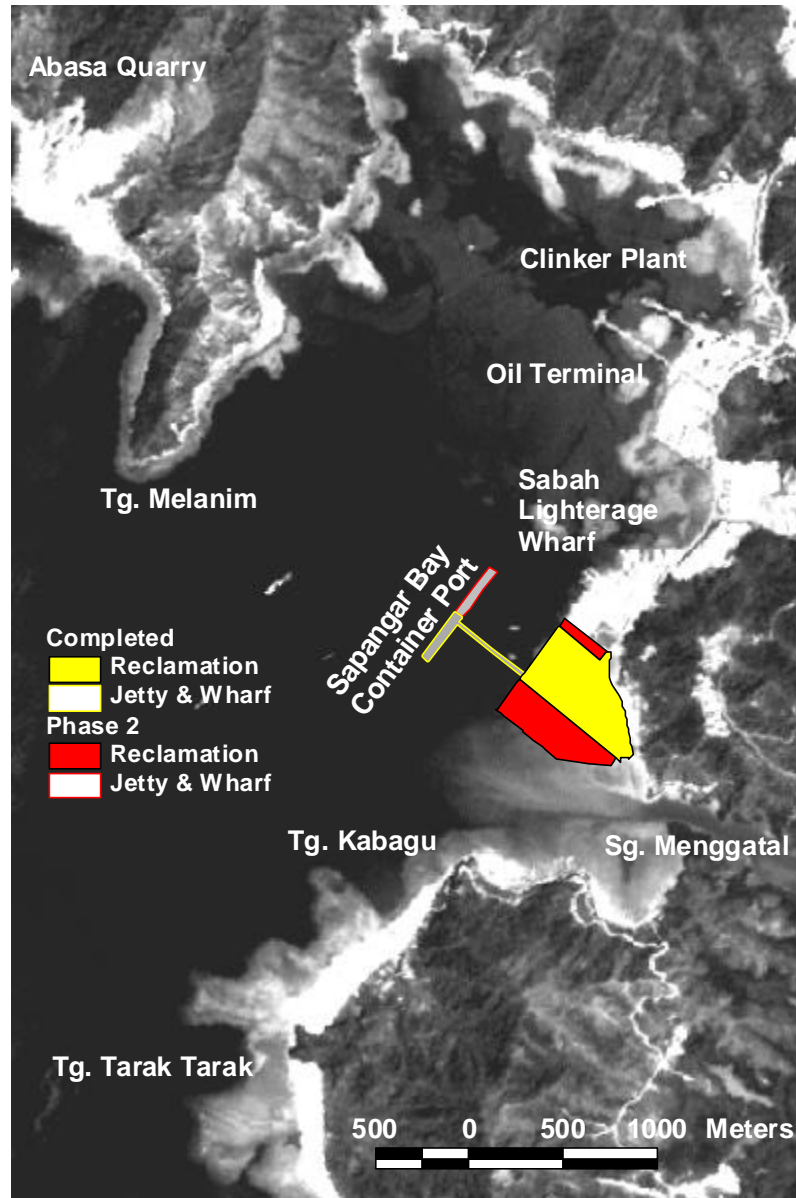 Abasa Quarry
Clinker Plant
Oil Terminal
Tg. Melanim
Sabah
Lighterage
Wharf
Sapangar Bay
Container Port
Completed
Reclamation
Jetty & Wharf
Phase 2
Reclamation
Jetty & Wharf
Tg. Kabagu
Sg. Menggatal
Tg. Tarak Tarak
500 0 500 1000 Meters